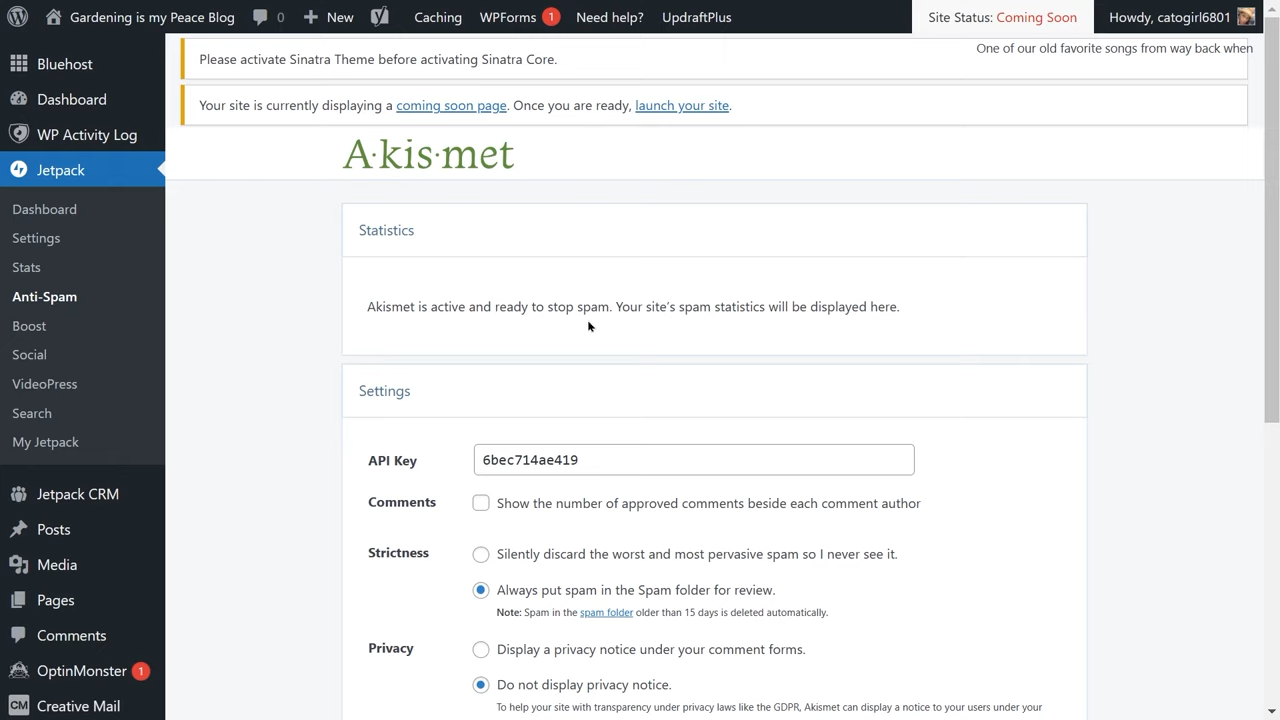 Gardening is my Peace Blog
0
New
Caching
WPForms 1
Need help?
UpdraftPlus
Site Status: Coming Soon
Howdy, catogirl6801
Bluehost
Dashboard
WP Activity Log
Jetpack
Dashboard
Settings
Stats
Anti-Spam
Boost
Social
VideoPress
Search
My Jetpack
Jetpack CRM
Posts
Media
Pages
Comments
OptinMonster 1
CM Creative Mail
One of our old favorite songs from way back when
Please activate Sinatra Theme before activating Sinatra Core.
Your site is currently displaying a coming soon page. Once you are ready, launch your site.
A·kis·met
Statistics
Akismet is active and ready to stop spam. Your site's spam statistics will be displayed here.
Settings
API Key 6bec714ae419
Comments Show the number of approved comments beside each comment author
Strictness Silently discard the worst and most pervasive spam so I never see it.
Always put spam in the Spam folder for review.
Note: Spam in the spam folder older than 15 days is deleted automatically.
Privacy Display a privacy notice under your comment forms.
Do not display privacy notice.
To help your site with transparency under privacy laws like the GDPR, Akismet can display a notice to your users under your